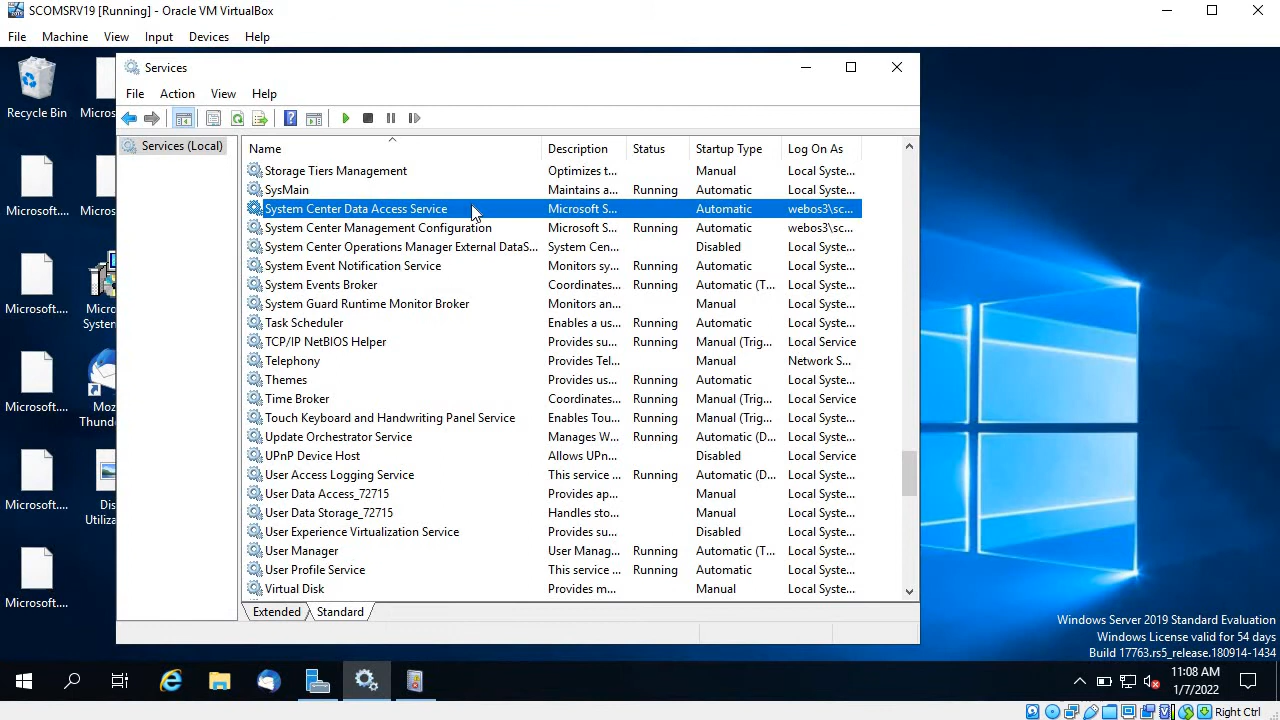 SCOMSRV19 [Running] - Oracle VM VirtualBox
File Machine View Input Devices Help
Recycle Bin
Micros
Microsoft....
Micros
Microsoft....
Micro
System
Microsoft....
Moz
Thunde
Microsoft....
Dis
Utiliza
Microsoft....
Services
File Action View Help
Services (Local)
Name Description Status Startup Type Log On As
Storage Tiers Management Optimizes t... Manual Local Syste...
SysMain Maintains a... Running Automatic Local Syste...
System Center Data Access Service Microsoft S... Automatic webos3\sc...
System Center Management Configuration Microsoft S... Running Automatic webos3\sc...
System Center Operations Manager External DataS... System Cen... Disabled Local Syste...
System Event Notification Service Monitors sy... Running Automatic Local Syste...
System Events Broker Coordinates... Running Automatic (T... Local Syste...
System Guard Runtime Monitor Broker Monitors an... Manual Local Syste...
Task Scheduler Enables a us... Running Automatic Local Syste...
TCP/IP NetBIOS Helper Provides su... Running Manual (Trig... Local Service
Telephony Provides Tel... Manual Network S...
Themes Provides us... Running Automatic Local Syste...
Time Broker Coordinates... Running Manual (Trig... Local Service
Touch Keyboard and Handwriting Panel Service Enables Tou... Running Manual (Trig... Local Syste...
Update Orchestrator Service Manages W... Running Automatic (D... Local Syste...
UPnP Device Host Allows UPn... Disabled Local Service
User Access Logging Service This service ... Running Automatic (D... Local Syste...
User Data Access_72715 Provides ap... Manual Local Syste...
User Data Storage_72715 Handles sto... Manual Local Syste...
User Experience Virtualization Service Provides su... Disabled Local Syste...
User Manager User Manag... Running Automatic (T... Local Syste...
User Profile Service This service ... Running Automatic Local Syste...
Virtual Disk Provides m... Manual Local Syste...
Extended Standard
Windows Server 2019 Standard Evaluation
Windows License valid for 54 days
Build 17763.rs5_release.180914-1434
11:08 AM
1/7/2022
Right Ctrl